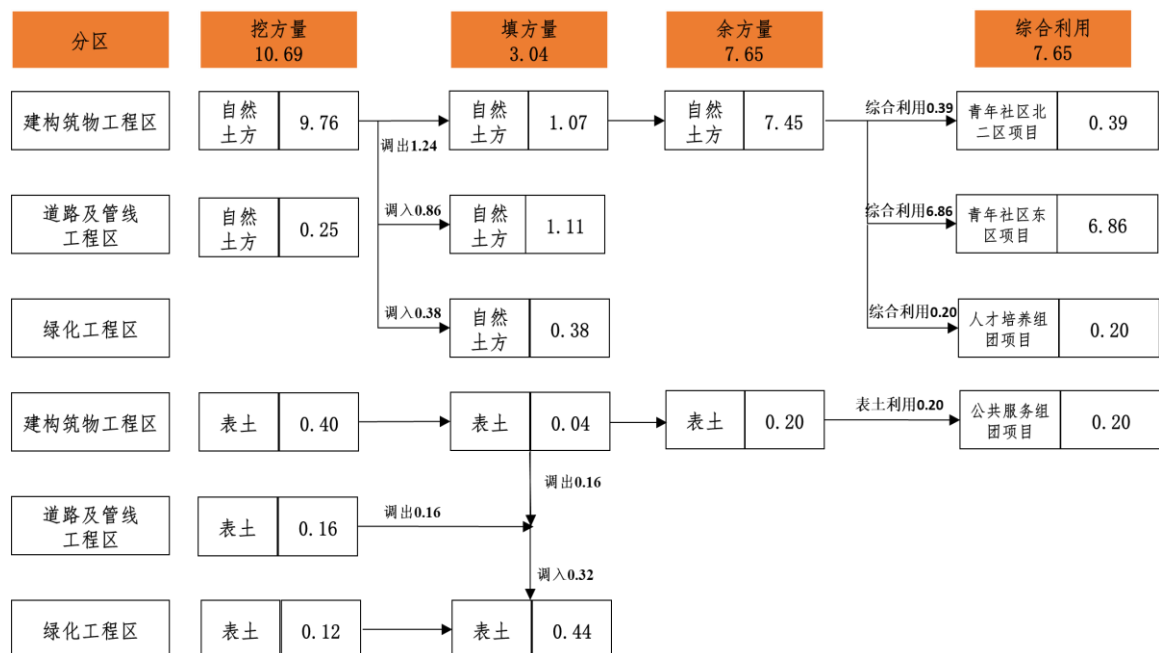 分区
挖方量
10.69
填方量
3.04
余方量
7.65
综合利用
7.65
建构筑物工程区
自然
土方
9.76
调出1.24
自然
土方
1.07
自然
土方
7.45
综合利用0.39
青年社区北
二区项目
0.39
道路及管线
工程区
自然
土方
0.25
调入0.86
自然
土方
1.11
综合利用6.86
青年社区东
区项目
6.86
绿化工程区
调入0.38
自然
土方
0.38
综合利用0.20
人才培养组
团项目
0.20
建构筑物工程区
表土
0.40
表土
0.04
表土
0.20
表土利用0.20
公共服务组
团项目
0.20
调出0.16
道路及管线
工程区
表土
0.16
调出0.16
调入0.32
绿化工程区
表土
0.12
表土
0.44